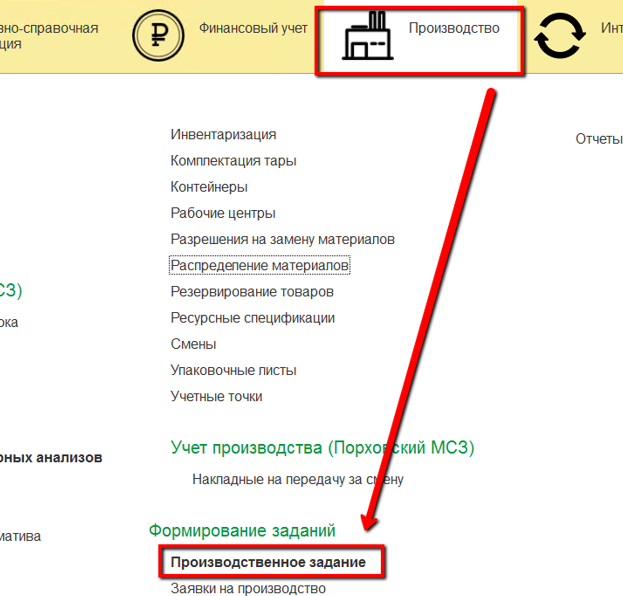 вно-справочная
ция
Финансовый учет
Производство
Инт
Инвентаризация
Отчеты
Комплектация тары
Контейнеры
Рабочие центры
Разрешения на замену материалов
Распределение материалов
СЗ)
Резервирование товаров
ока
Ресурсные спецификации
Смены
Упаковочные листы
Учетные точки
Учет производства (Порховский МСЗ)
рных анализов
Накладные на передачу за смену
Формирование заданий
матива
Производственное задание
Заявки на производство